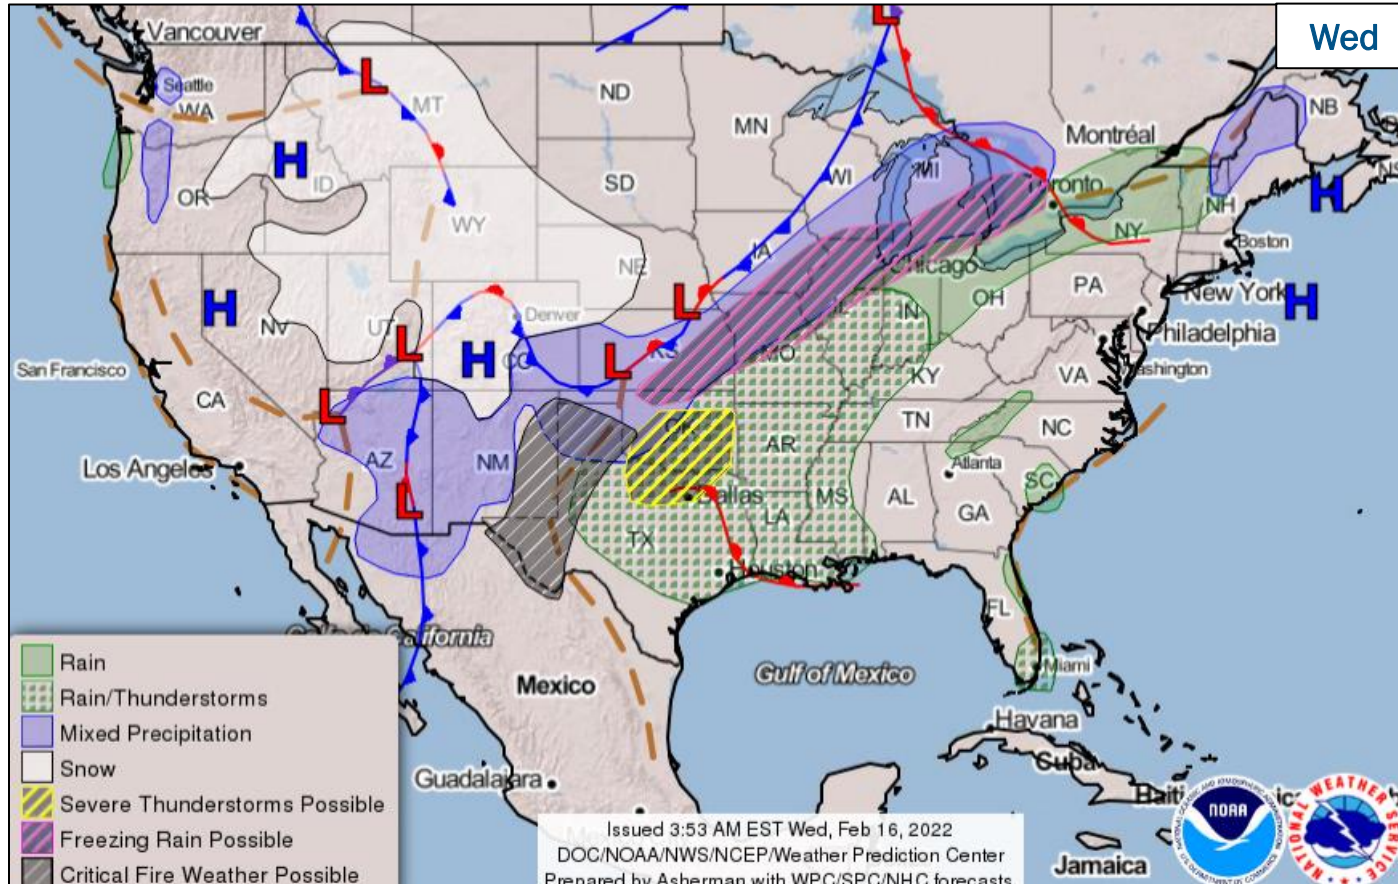 Wed
Vancouver
Seattle
WA
MT
ND
MN
Montréal
NB
OR
ID
SD
WI
MI
ronto
NH
NY
Boston
WY
IA
Chicago
NE
NV
UT
Denver
CO
KS
MO
IL
IN
OH
PA
New York
Philadelphia
Washington
San Francisco
CA
KY
VA
Los Angeles
AZ
NM
OK
AR
TN
NC
Atlanta
SC
Dallas
MS
AL
GA
LA
TX
Houston
FL
Miami
California
Mexico
Gulf of Mexico
Havana
Cuba
Guadalajara
Haiti
Jamaica
H
H
H
H
H
L
L
L
L
L
L
L
Rain
Rain/Thunderstorms
Mixed Precipitation
Snow
Severe Thunderstorms Possible
Freezing Rain Possible
Critical Fire Weather Possible
Issued 3:53 AM EST Wed, Feb 16, 2022
DOC/NOAA/NWS/NCEP/Weather Prediction Center
Prepared by Asherman with WPC/SPC/NHC forecasts
NOAA
NATIONAL WEATHER SERVICE